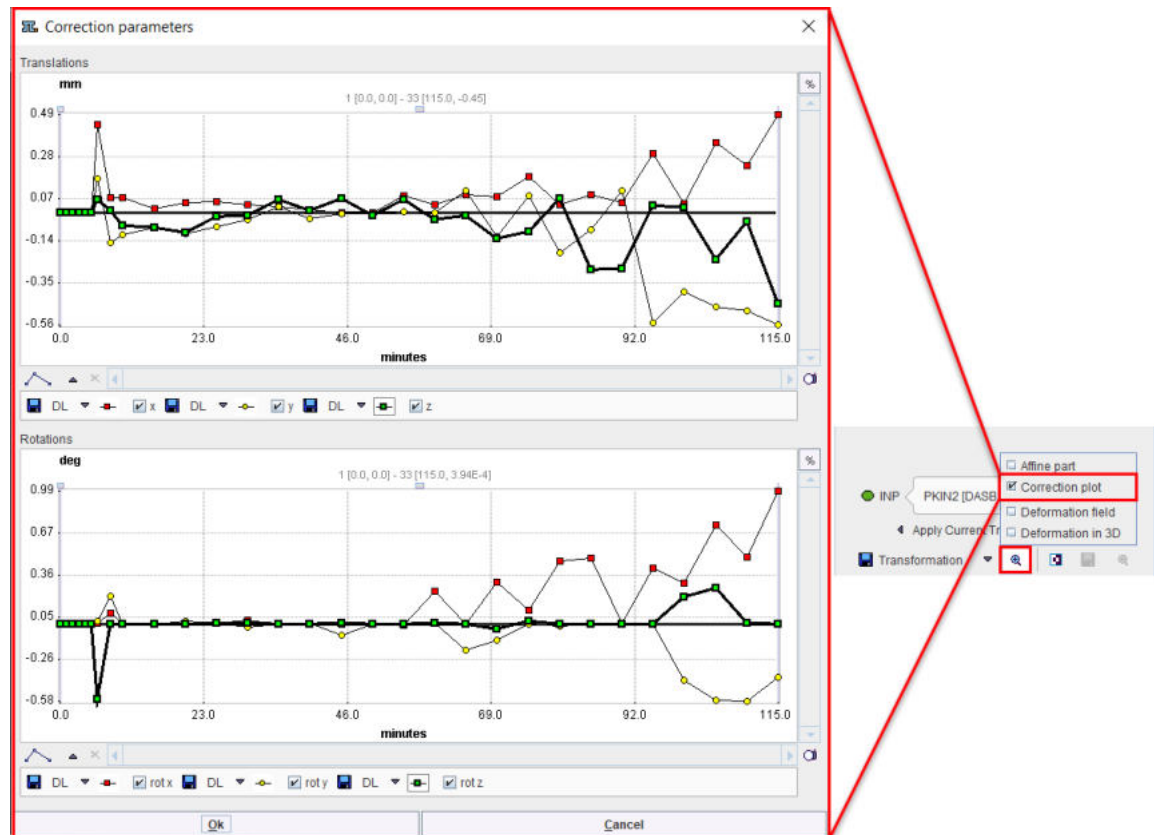 Correction parameters
Translations
mm
%
1 [0.0, 0.0] - 33 [115.0, -0.45]
0.49
0.28
0.07
-0.14
-0.35
-0.56
0.0 23.0 46.0 69.0 92.0 115.0
minutes
DL x DL y DL z
Rotations
deg
%
1 [0.0, 0.0] - 33 [115.0, 3.94E-4]
0.99
0.67
0.36
0.05
-0.26
-0.58
0.0 23.0 46.0 69.0 92.0 115.0
minutes
DL rot x DL rot y DL rot z
Ok Cancel
Affine part
Correction plot
INP PKIN2 [DASB
Deformation field
Apply Current Tr
Deformation in 3D
Transformation